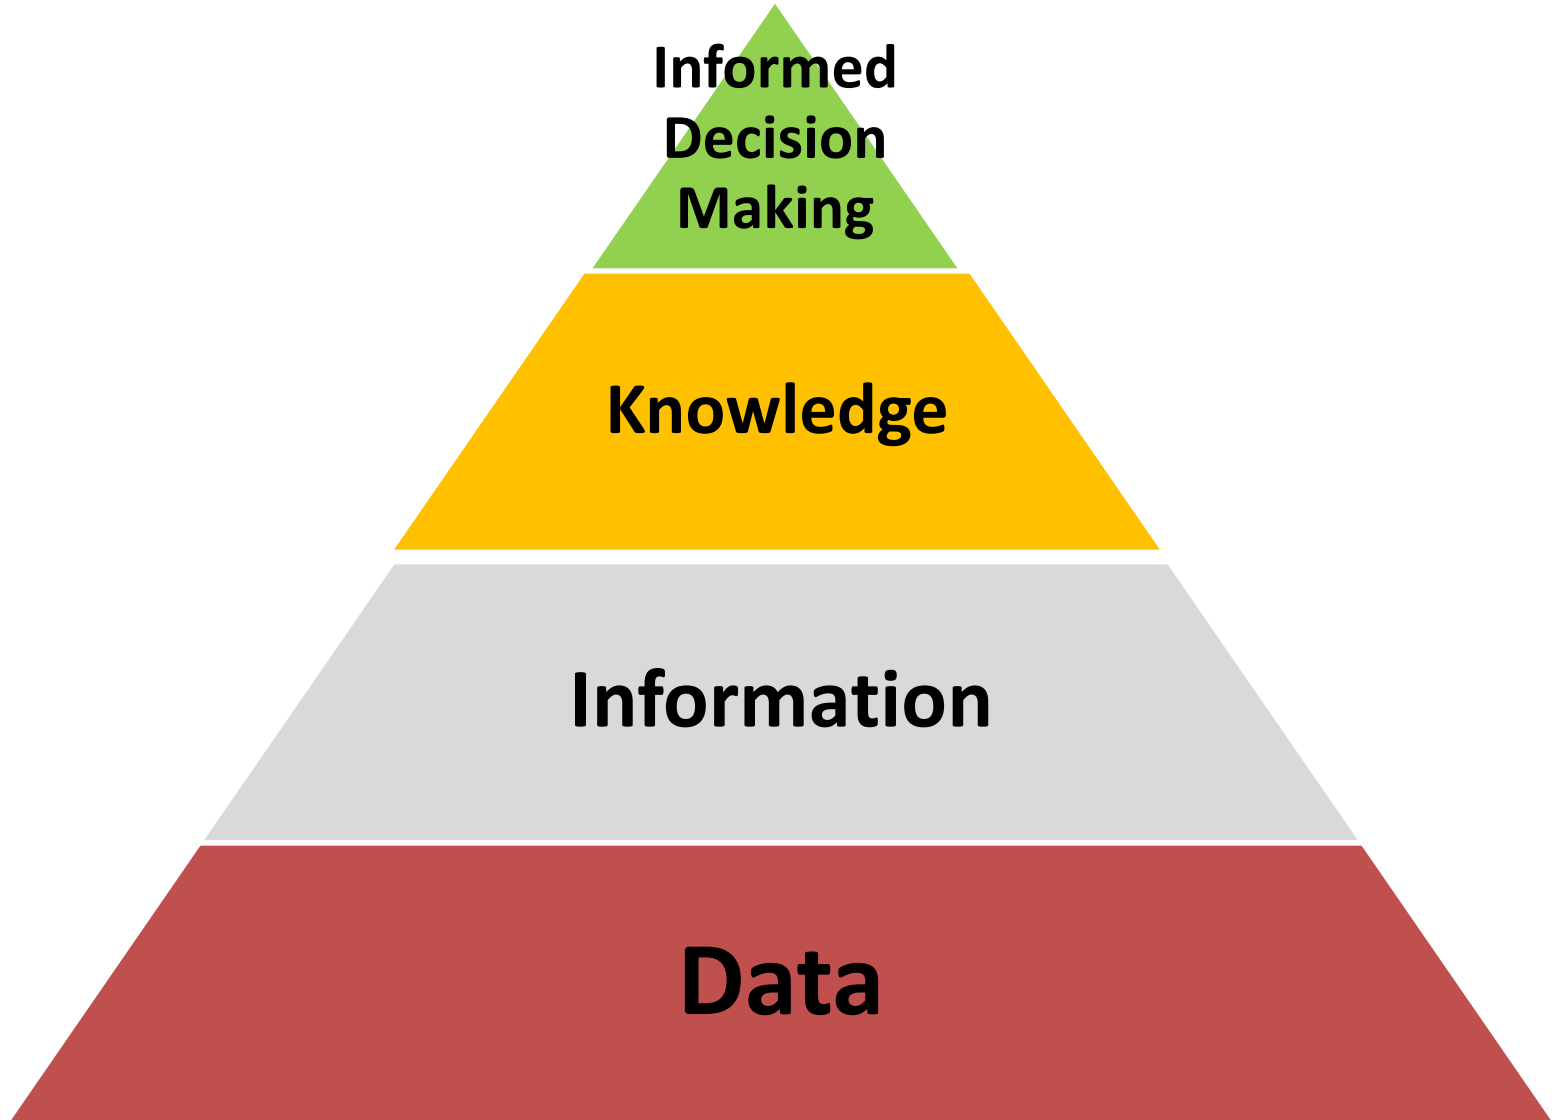 Informed
Decision
Making
Knowledge
Information
Data